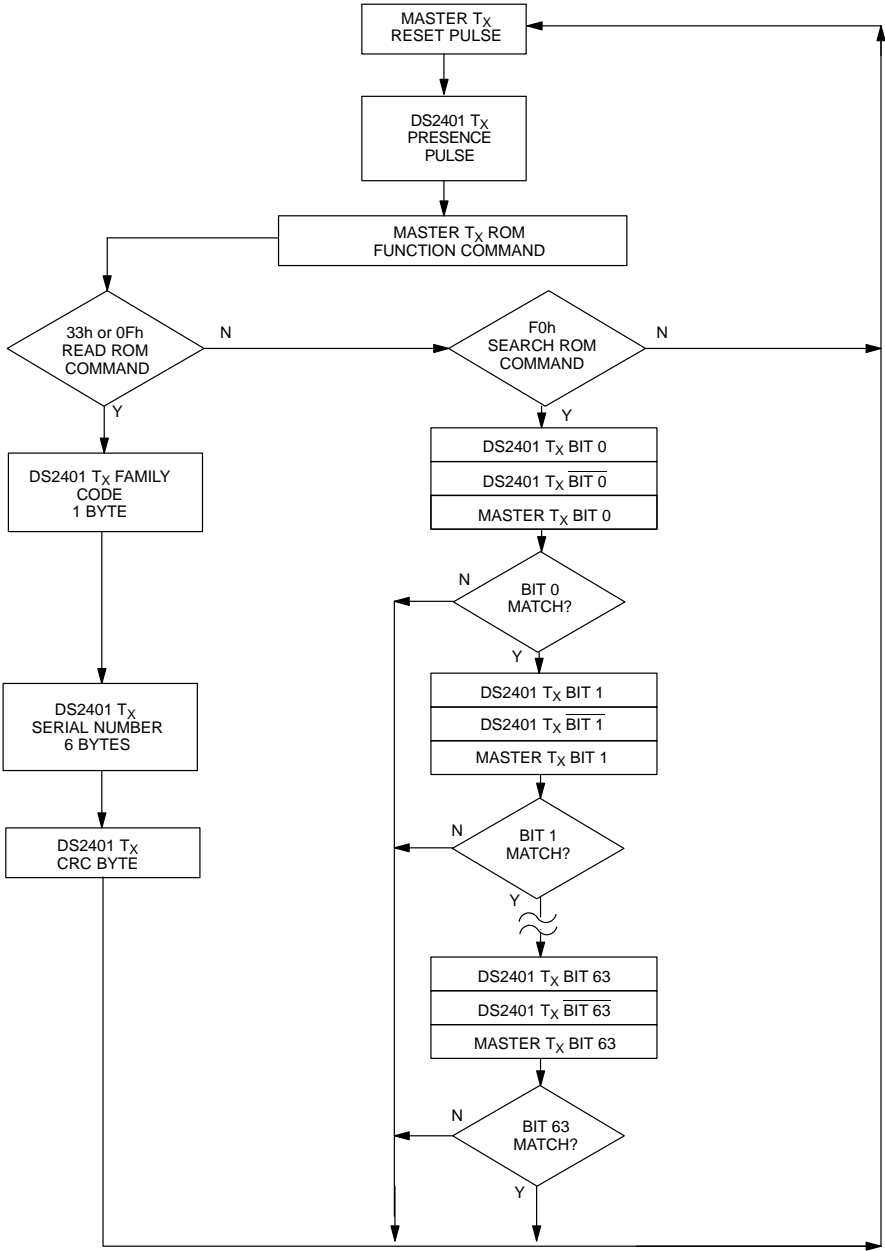 MASTER TX
RESET PULSE
DS2401 TX
PRESENCE
PULSE
MASTER TX ROM
FUNCTION COMMAND
33h or 0Fh
READ ROM
COMMAND
N
Y
F0h
SEARCH ROM
COMMAND
N
Y
DS2401 TX FAMILY
CODE
1 BYTE
DS2401 TX
SERIAL NUMBER
6 BYTES
DS2401 TX
CRC BYTE
DS2401 TX BIT 0
DS2401 TX B̅I̅T̅ ̅0̅
MASTER TX BIT 0
BIT 0
MATCH?
N
Y
DS2401 TX BIT 1
DS2401 TX B̅I̅T̅ ̅1̅
MASTER TX BIT 1
BIT 1
MATCH?
N
Y
DS2401 TX BIT 63
DS2401 TX B̅I̅T̅ ̅6̅3̅
MASTER TX BIT 63
BIT 63
MATCH?
N
Y